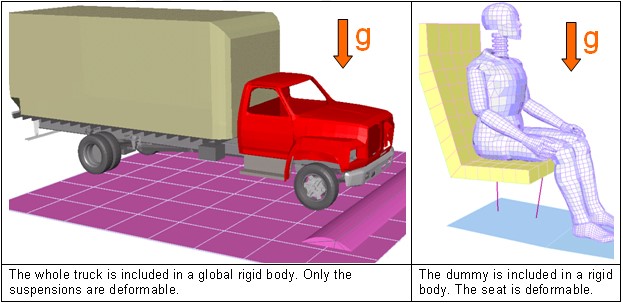 g
g
The whole truck is included in a global rigid body. Only the
suspensions are deformable.
The dummy is included in a rigid
body. The seat is deformable.